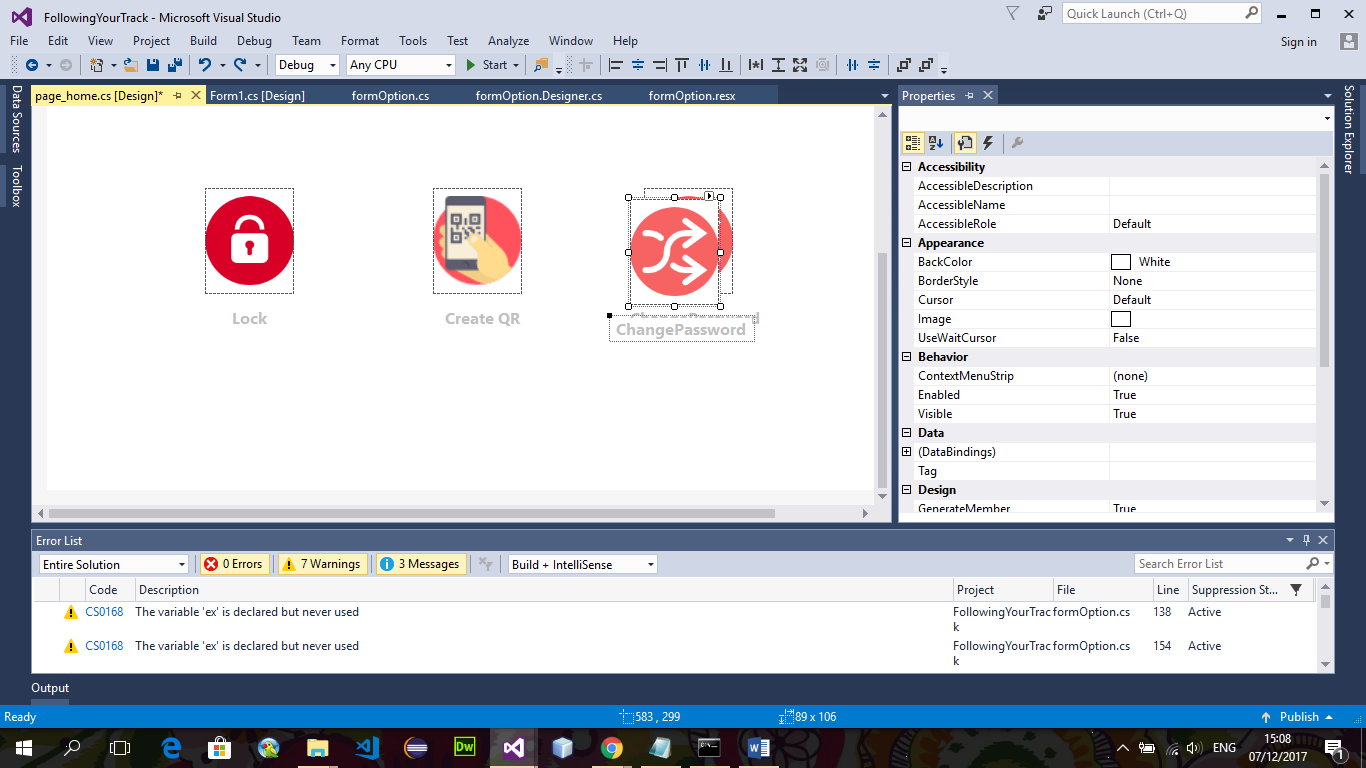 FollowingYourTrack - Microsoft Visual Studio
Quick Launch (Ctrl+Q)
File Edit View Project Build Debug Team Format Tools Test Analyze Window Help
Sign in
Debug Any CPU Start
page_home.cs [Design]* Form1.cs [Design] formOption.cs formOption.Designer.cs formOption.resx
Data Sources
Toolbox
Lock
Create QR
ChangePassword
Properties
Solution Explorer
Accessibility
AccessibleDescription
AccessibleName
AccessibleRole Default
Appearance
BackColor White
BorderStyle None
Cursor Default
Image
UseWaitCursor False
Behavior
ContextMenuStrip (none)
Enabled True
Visible True
Data
(DataBindings)
Tag
Design
GenerateMember True
Error List
Entire Solution 0 Errors 7 Warnings 3 Messages Build + IntelliSense Search Error List
Code Description Project File Line Suppression St...
CS0168 The variable 'ex' is declared but never used FollowingYourTrac formOption.cs 138 Active
k
CS0168 The variable 'ex' is declared but never used FollowingYourTrac formOption.cs 154 Active
k
Output
Ready 583 , 299 89 x 106 Publish
Dw
ENG
15:08
07/12/2017
1